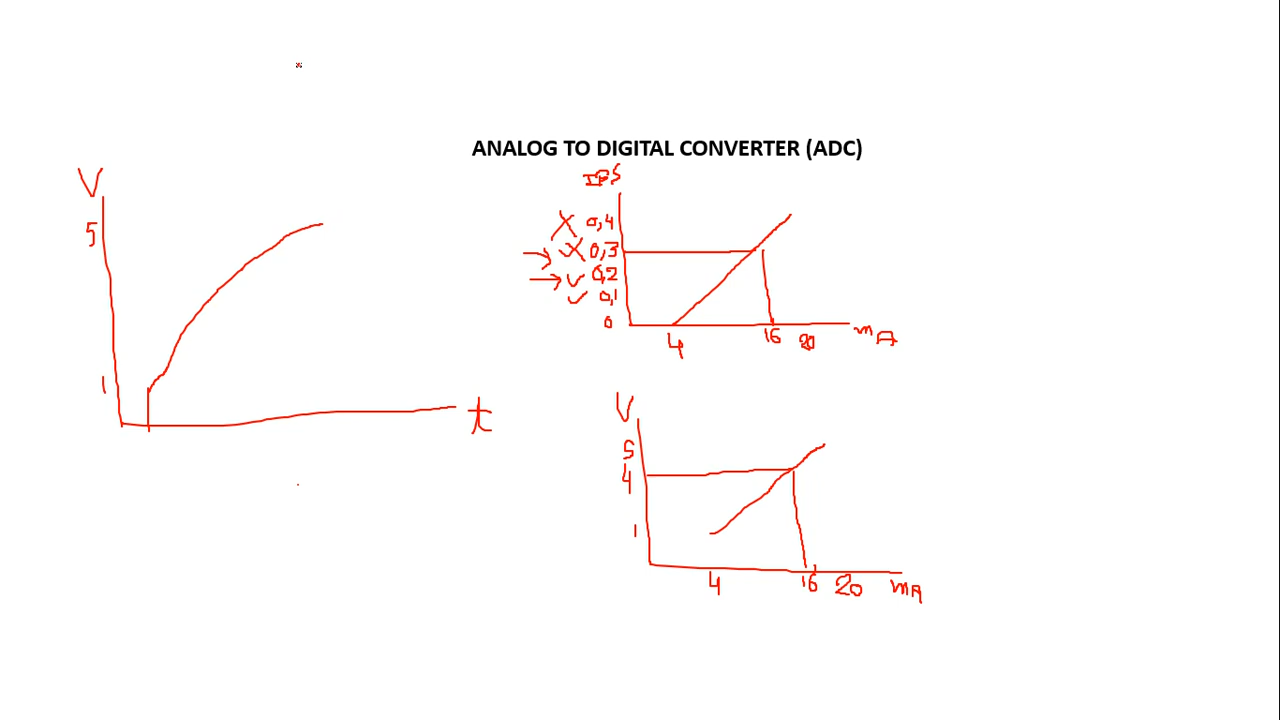 ANALOG TO DIGITAL CONVERTER (ADC)
V
5
1
t
0,4
0,3
0,2
0,1
0
4
16
20
mA
V
5
4
1
4
16
20
mA